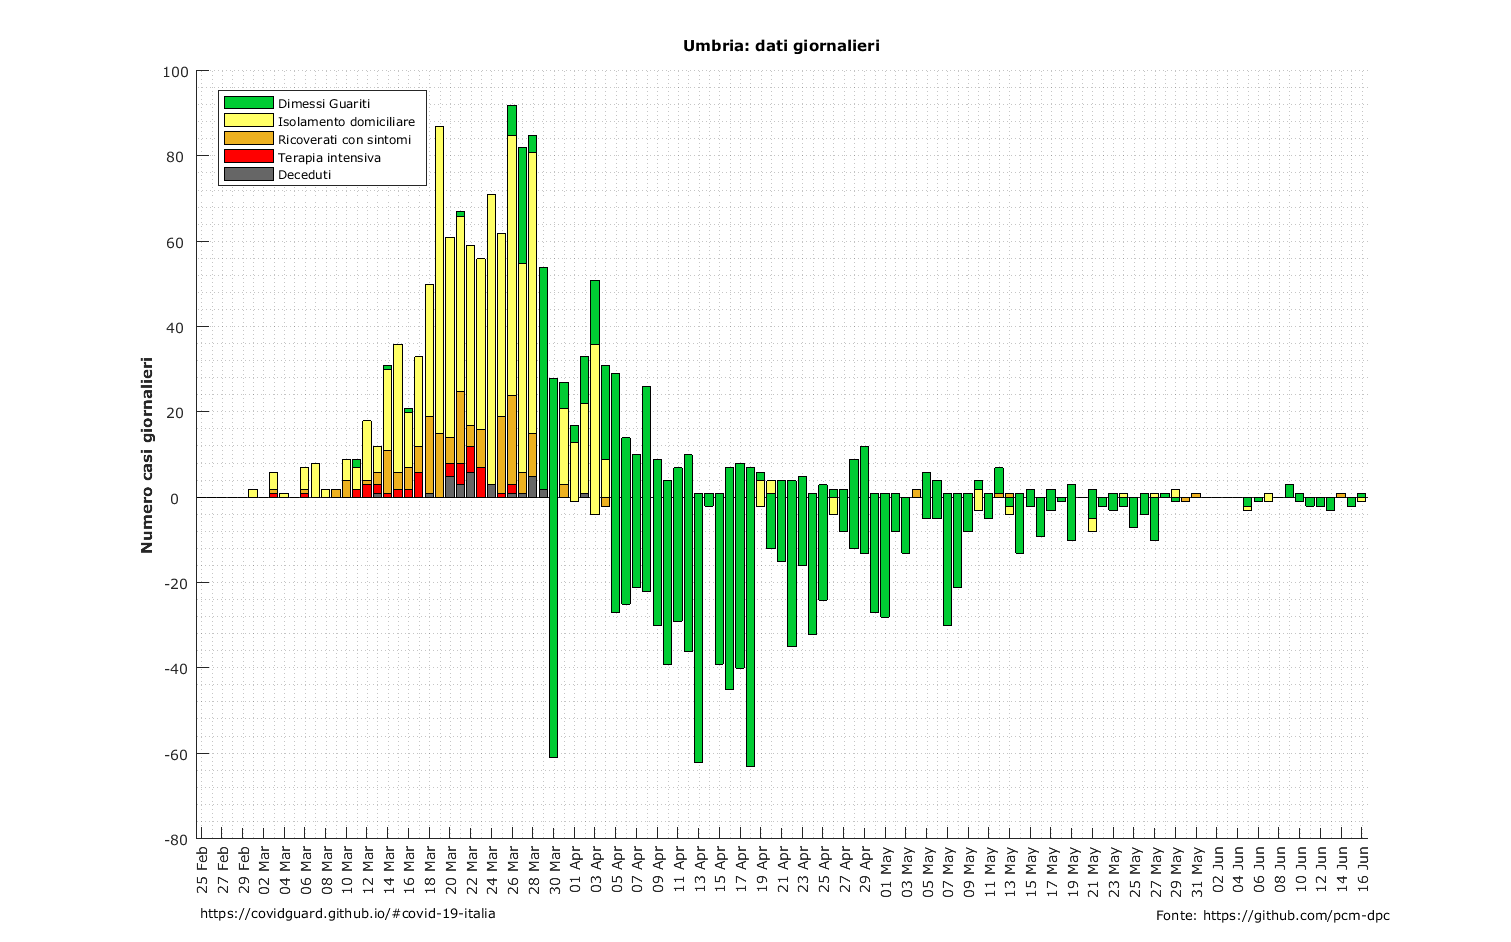 Umbria: dati giornalieri
100
80
60
40
20
0
-20
-40
-60
-80
Numero casi giornalieri
Dimessi Guariti
Isolamento domiciliare
Ricoverati con sintomi
Terapia intensiva
Deceduti
25 Feb
27 Feb
29 Feb
02 Mar
04 Mar
06 Mar
08 Mar
10 Mar
12 Mar
14 Mar
16 Mar
18 Mar
20 Mar
22 Mar
24 Mar
26 Mar
28 Mar
30 Mar
01 Apr
03 Apr
05 Apr
07 Apr
09 Apr
11 Apr
13 Apr
15 Apr
17 Apr
19 Apr
21 Apr
23 Apr
25 Apr
27 Apr
29 Apr
01 May
03 May
05 May
07 May
09 May
11 May
13 May
15 May
17 May
19 May
21 May
23 May
25 May
27 May
29 May
31 May
02 Jun
04 Jun
06 Jun
08 Jun
10 Jun
12 Jun
14 Jun
16 Jun
https://covidguard.github.io/#covid-19-italia
Fonte: https://github.com/pcm-dpc